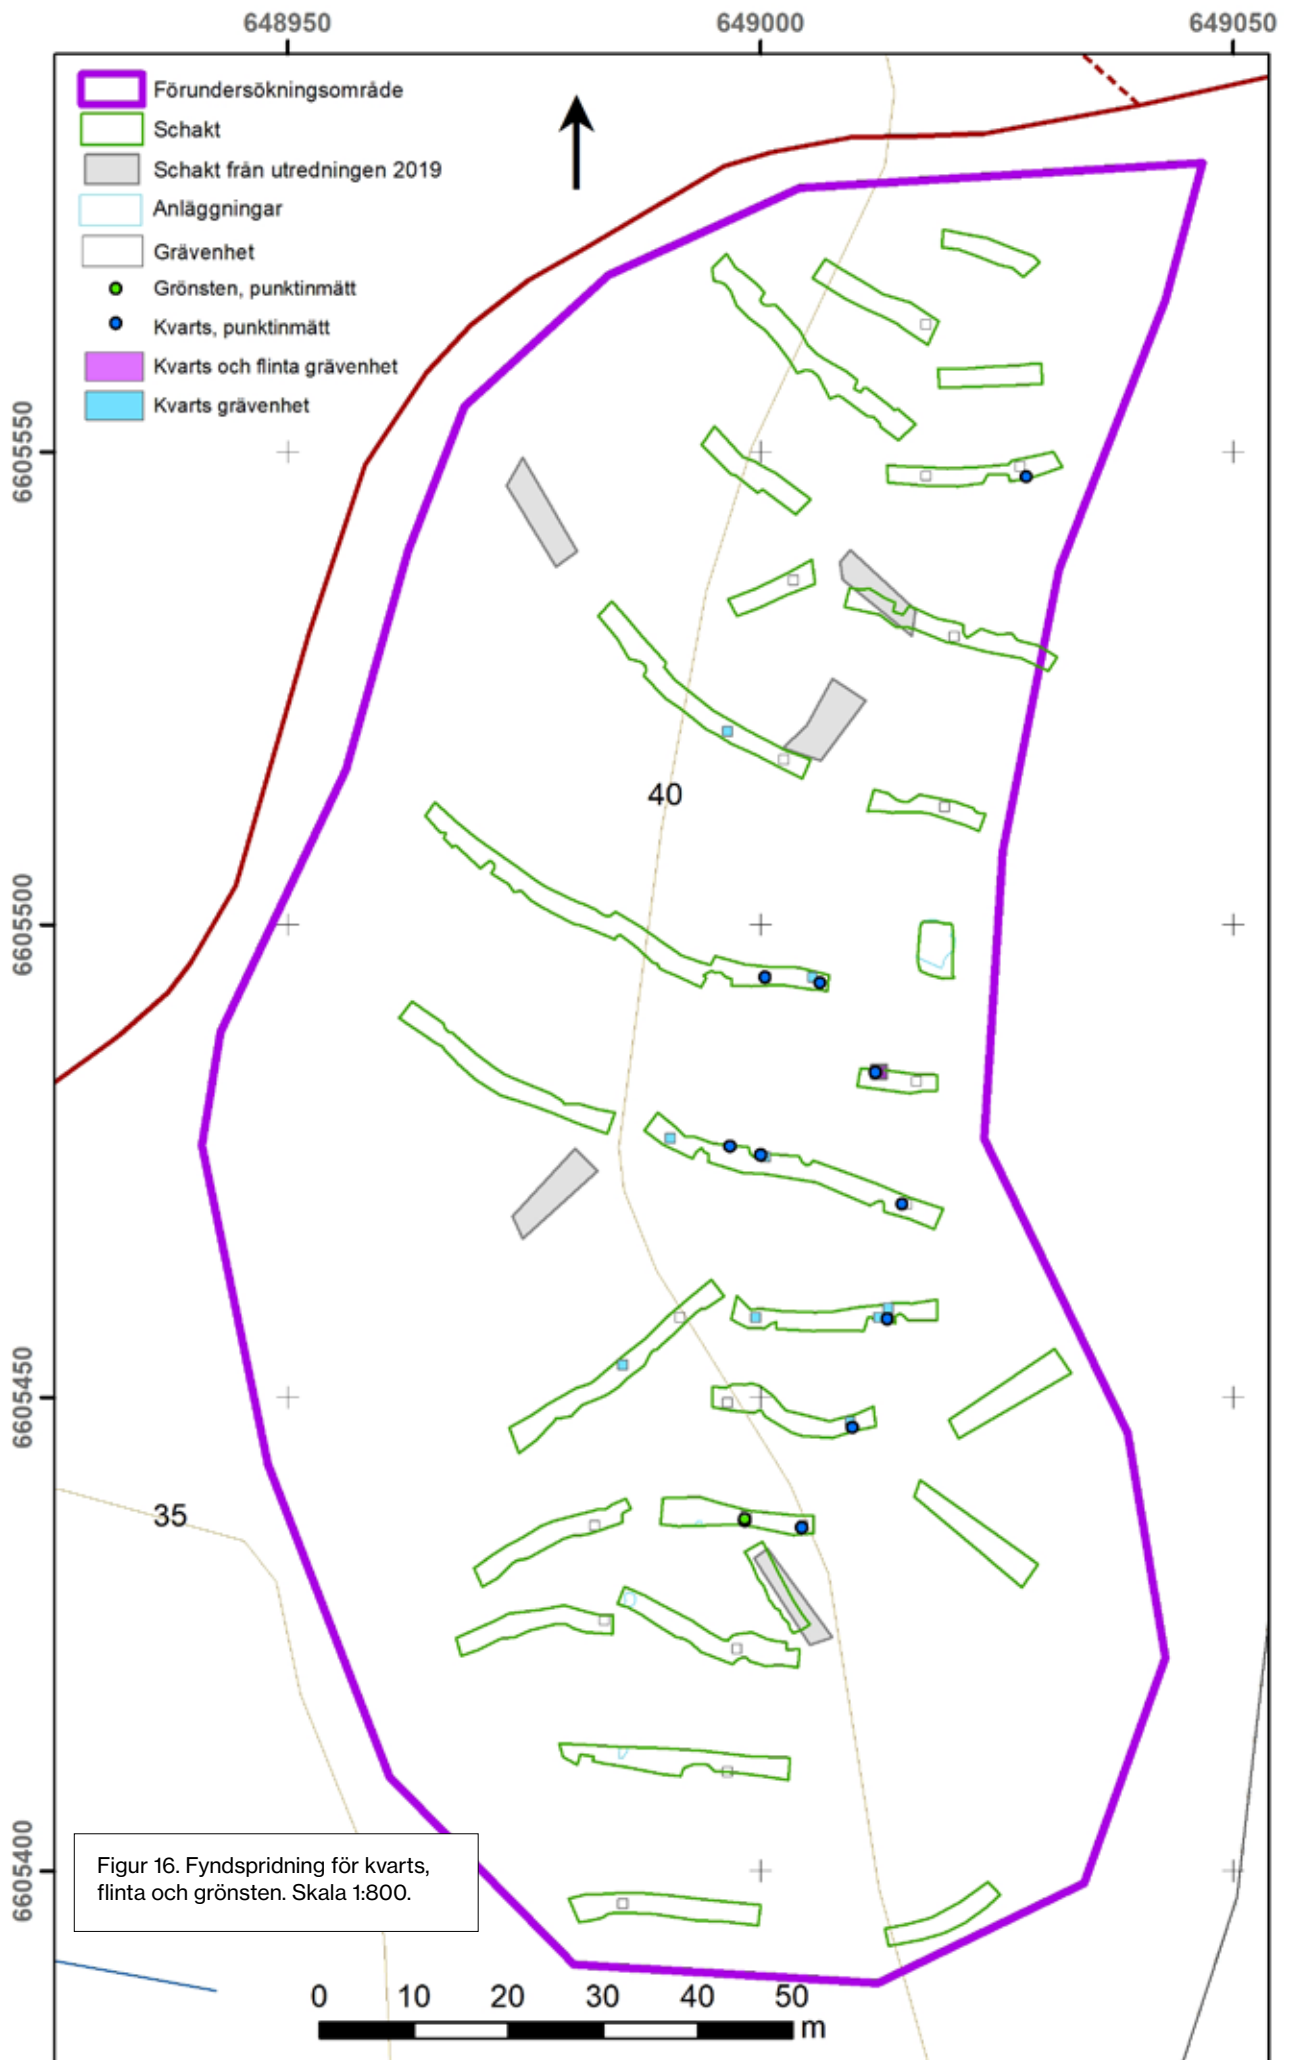 648950
649000
649050
Förundersökningsområde
Schakt
Schakt från utredningen 2019
Anläggningar
Grävenhet
Grönsten, punktinmätt
Kvarts, punktinmätt
Kvarts och flinta grävenhet
Kvarts grävenhet
6605550
40
6605500
6605450
35
6605400
Figur 16. Fyndspridning för kvarts,
flinta och grönsten. Skala 1:800.
0 10 20 30 40 50
m